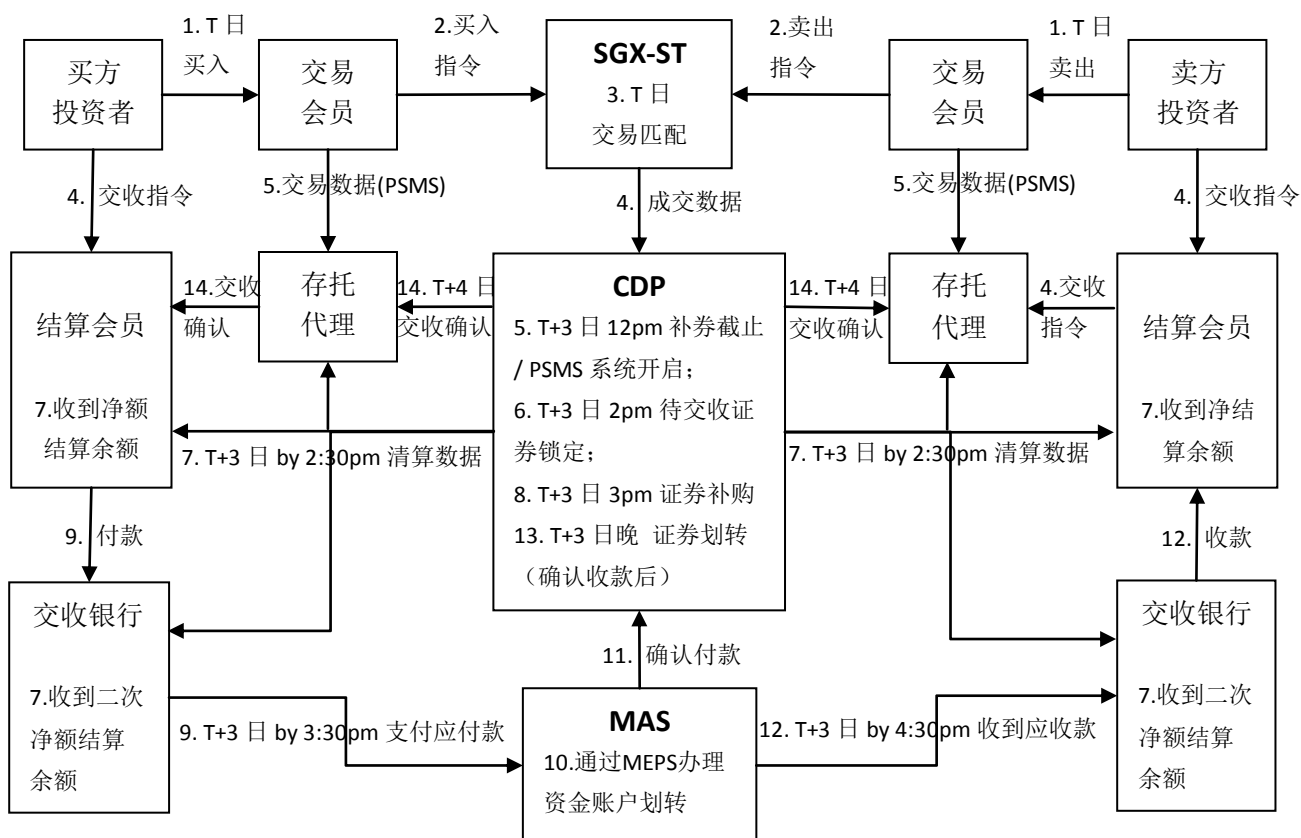 1. T 日
买入
2.买入
指令
SGX-ST
3. T 日
交易匹配
2.卖出
指令
1. T 日
卖出
买方
投资者
交易
会员
交易
会员
卖方
投资者
4. 交收指令
5.交易数据(PSMS)
4. 成交数据
5.交易数据(PSMS)
4. 交收指令
结算会员
7.收到净额
结算余额
14.交收
确认
存托
代理
14. T+4 日
交收确认
CDP
5. T+3 日 12pm 补券截止
/ PSMS 系统开启；
6. T+3 日 2pm 待交收证
券锁定；
8. T+3 日 3pm 证券补购
13. T+3 日晚 证券划转
（确认收款后）
14. T+4 日
交收确认
存托
代理
4.交收
指令
结算会员
7.收到净结
算余额
7. T+3 日 by 2:30pm 清算数据
7. T+3 日 by 2:30pm 清算数据
9. 付款
12. 收款
交收银行
7.收到二次
净额结算
余额
11. 确认付款
交收银行
7.收到二次
净额结算
余额
9. T+3 日 by 3:30pm 支付应付款
MAS
10.通过MEPS办理
资金账户划转
12. T+3 日 by 4:30pm 收到应收款